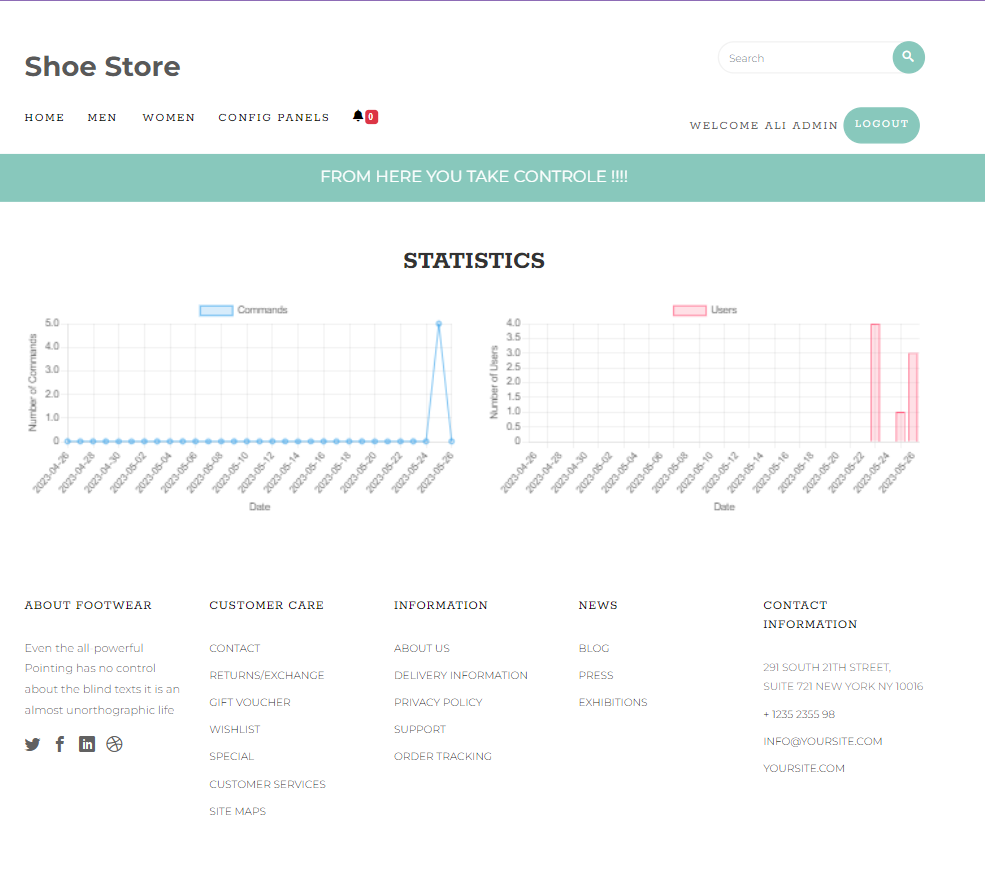 Shoe Store
Search
HOME MEN WOMEN CONFIG PANELS 0
WELCOME ALI ADMIN LOGOUT
FROM HERE YOU TAKE CONTROLE !!!!
STATISTICS
Commands
Number of Commands
5.0
4.0
3.0
2.0
1.0
0
2023-04-26 2023-04-28 2023-04-30 2023-05-02 2023-05-04 2023-05-06 2023-05-08 2023-05-10 2023-05-12 2023-05-14 2023-05-16 2023-05-18 2023-05-20 2023-05-22 2023-05-24 2023-05-26
Date
Users
Number of Users
4.0
3.5
3.0
2.5
2.0
1.5
1.0
0.5
0
2023-04-26 2023-04-28 2023-04-30 2023-05-02 2023-05-04 2023-05-06 2023-05-08 2023-05-10 2023-05-12 2023-05-14 2023-05-16 2023-05-18 2023-05-20 2023-05-22 2023-05-24 2023-05-26
Date
ABOUT FOOTWEAR
Even the all-powerful
Pointing has no control
about the blind texts it is an
almost unorthographic life
CUSTOMER CARE
CONTACT
RETURNS/EXCHANGE
GIFT VOUCHER
WISHLIST
SPECIAL
CUSTOMER SERVICES
SITE MAPS
INFORMATION
ABOUT US
DELIVERY INFORMATION
PRIVACY POLICY
SUPPORT
ORDER TRACKING
NEWS
BLOG
PRESS
EXHIBITIONS
CONTACT
INFORMATION
291 SOUTH 21TH STREET,
SUITE 721 NEW YORK NY 10016
+ 1235 2355 98
INFO@YOURSITE.COM
YOURSITE.COM